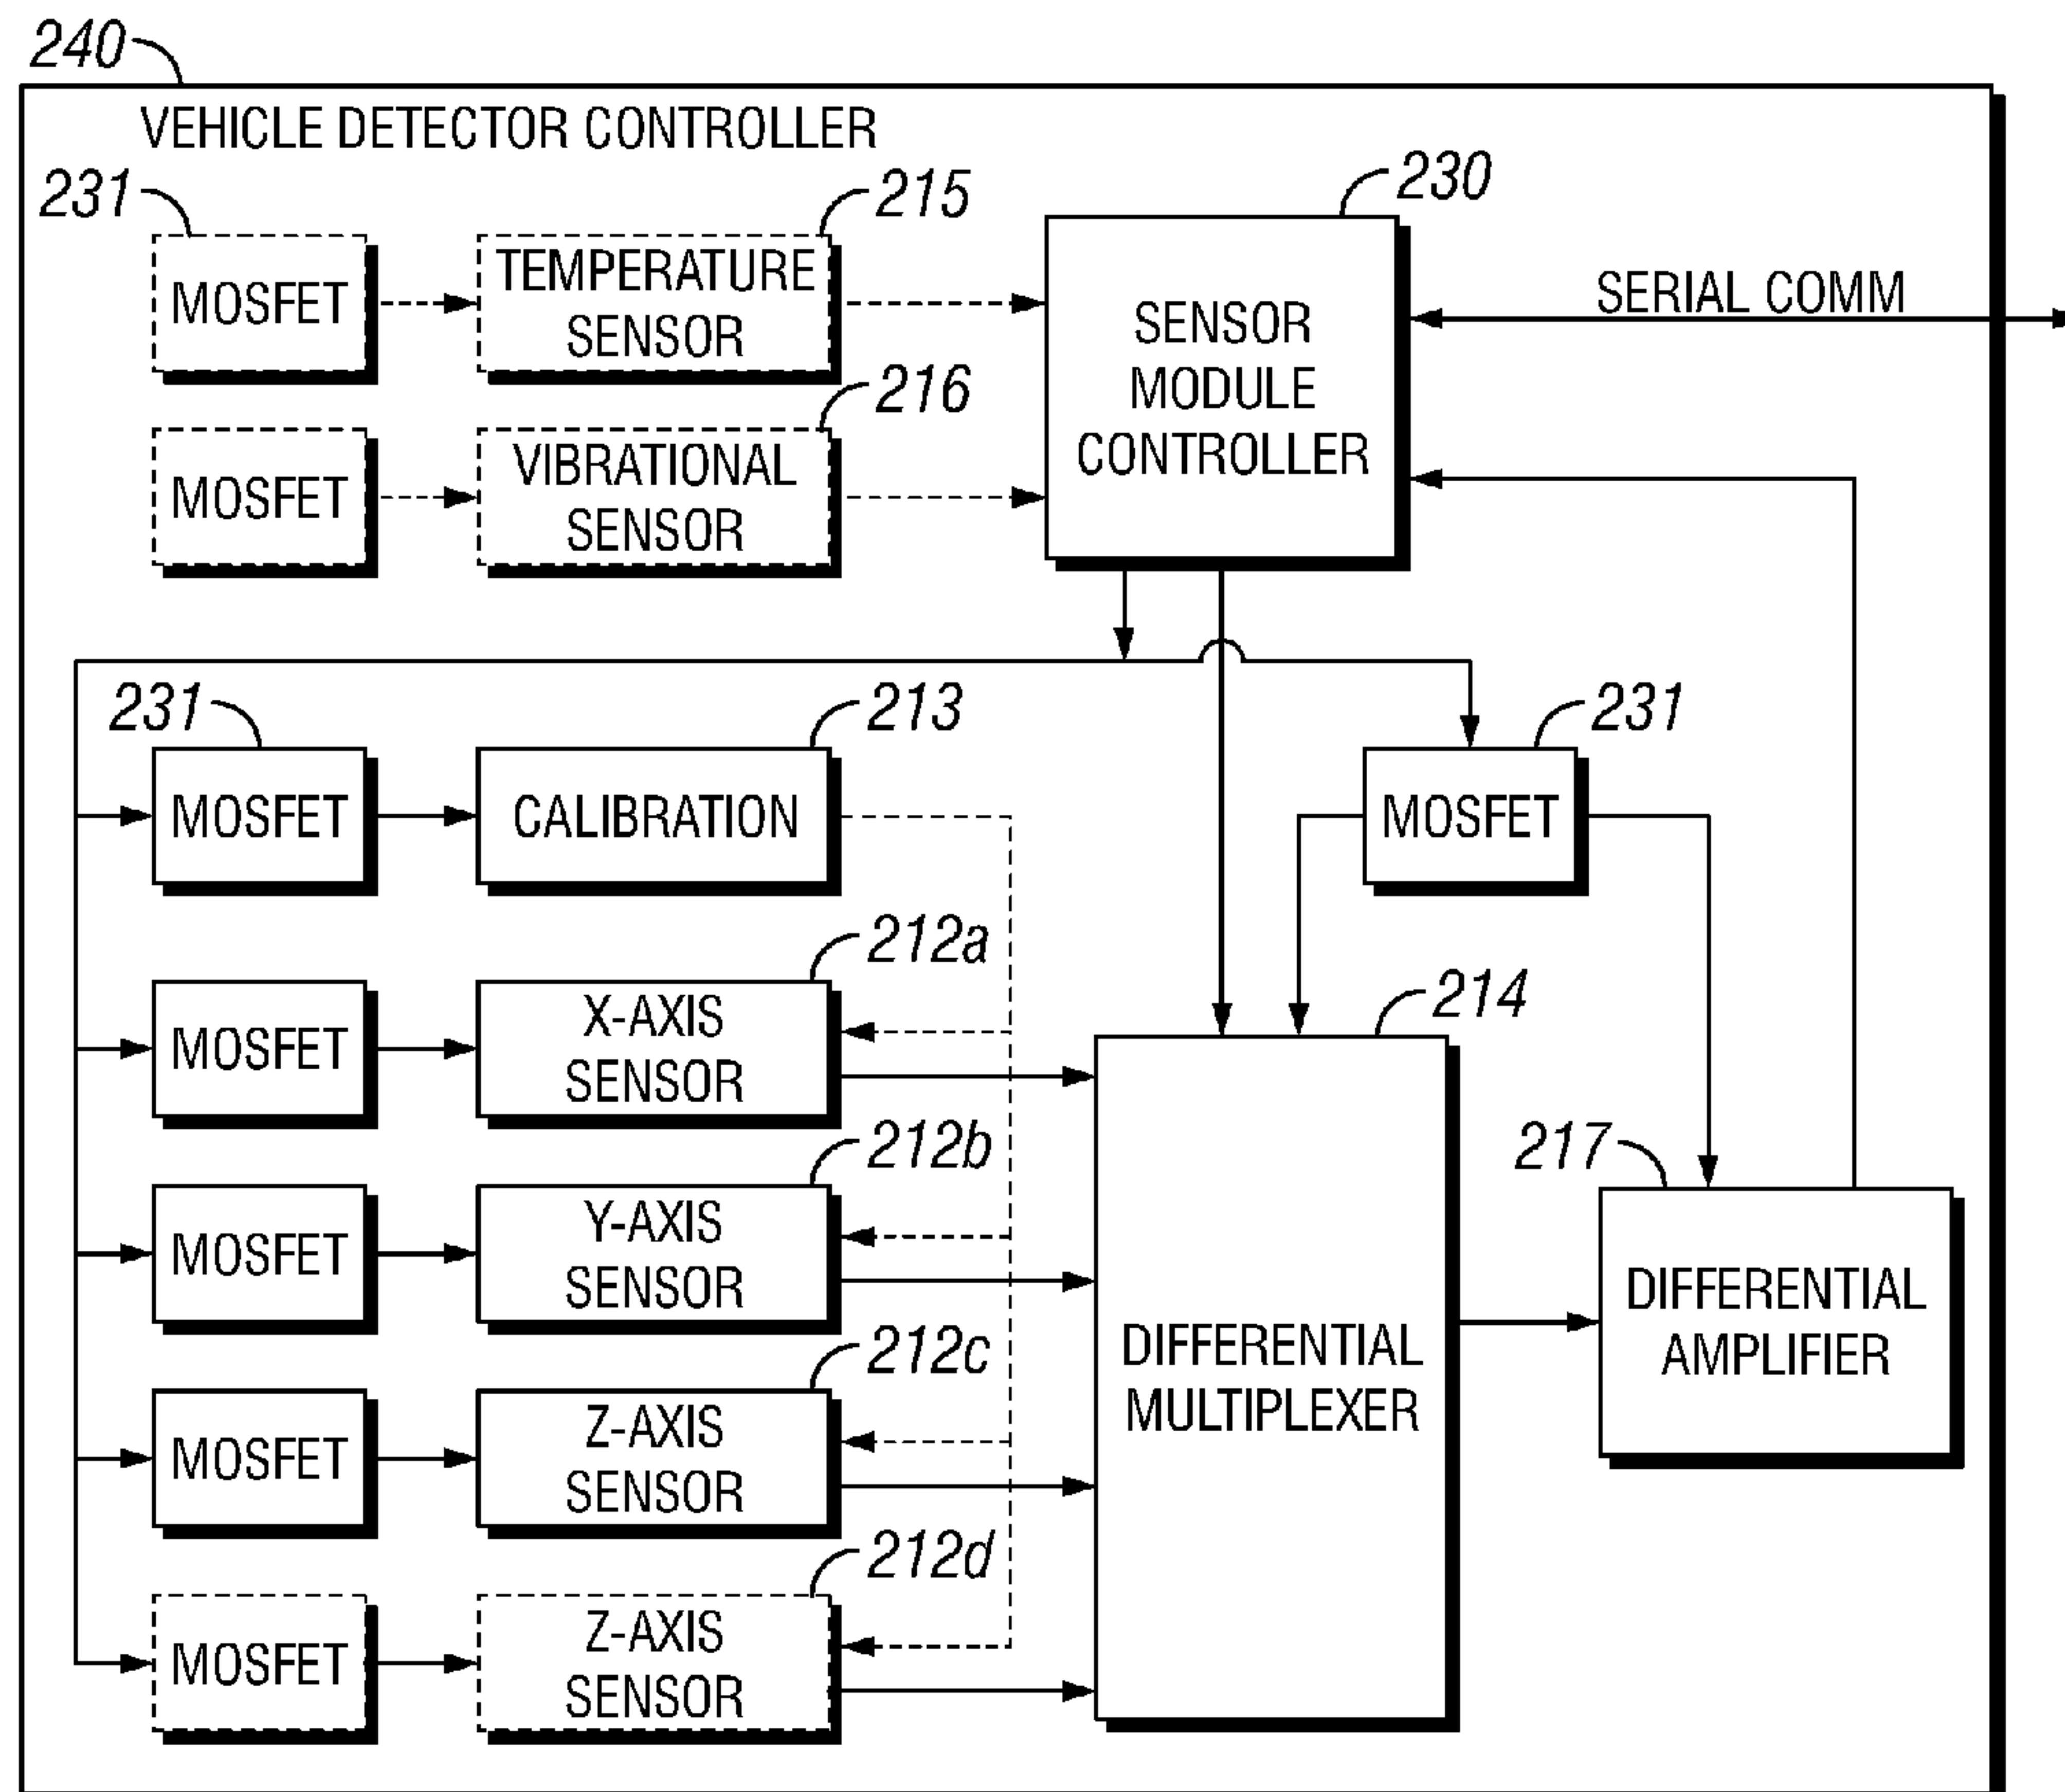 240
VEHICLE DETECTOR CONTROLLER
231
215
230
MOSFET
TEMPERATURE
SENSOR
SENSOR
MODULE
CONTROLLER
SERIAL COMM
216
MOSFET
VIBRATIONAL
SENSOR
231
213
231
MOSFET
CALIBRATION
MOSFET
212a
MOSFET
X-AXIS
SENSOR
214
212b
217
MOSFET
Y-AXIS
SENSOR
DIFFERENTIAL
MULTIPLEXER
DIFFERENTIAL
AMPLIFIER
212c
MOSFET
Z-AXIS
SENSOR
212d
MOSFET
Z-AXIS
SENSOR